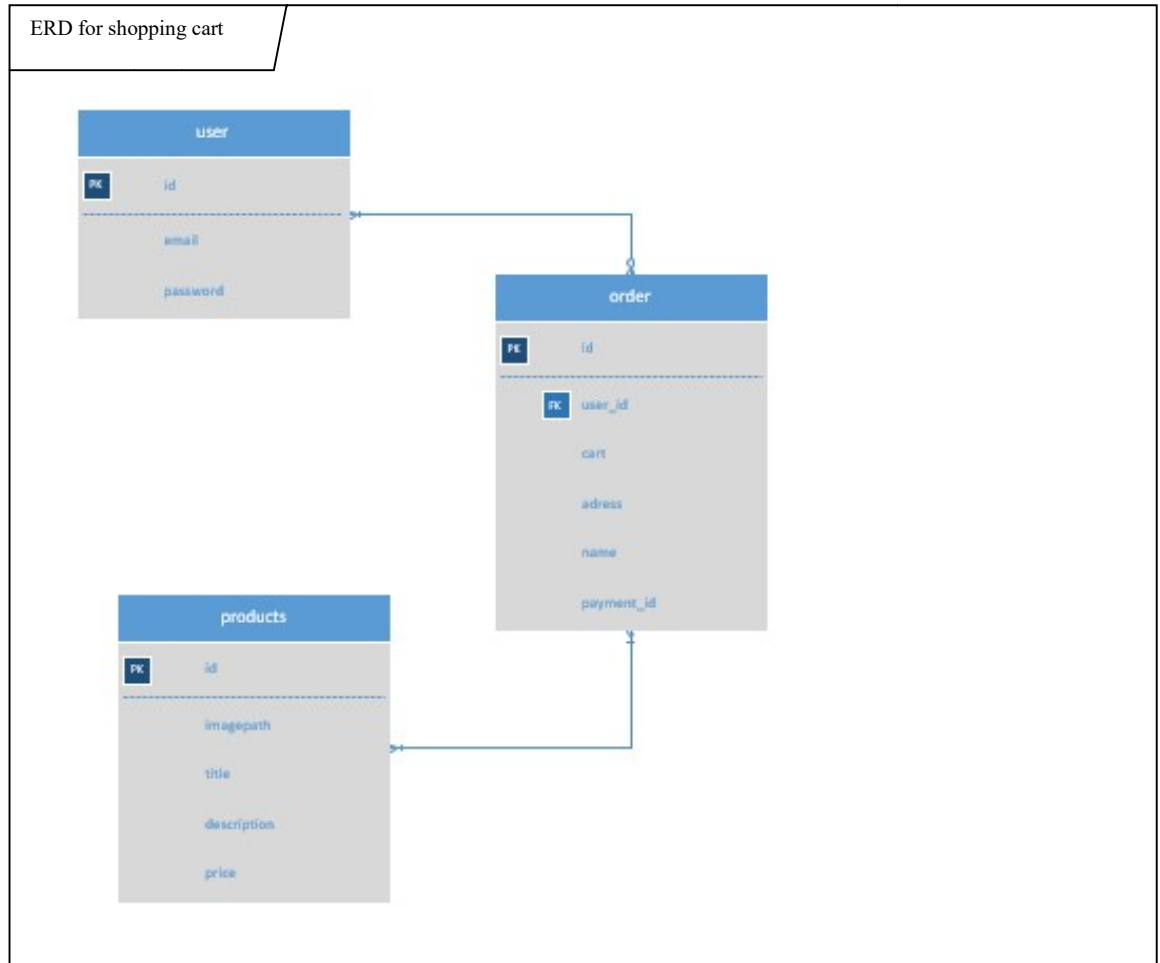 ERD for shopping cart
user
PK id
email
password
order
PK id
FK user_id
cart
adress
name
payment_id
products
PK id
imagepath
title
description
price